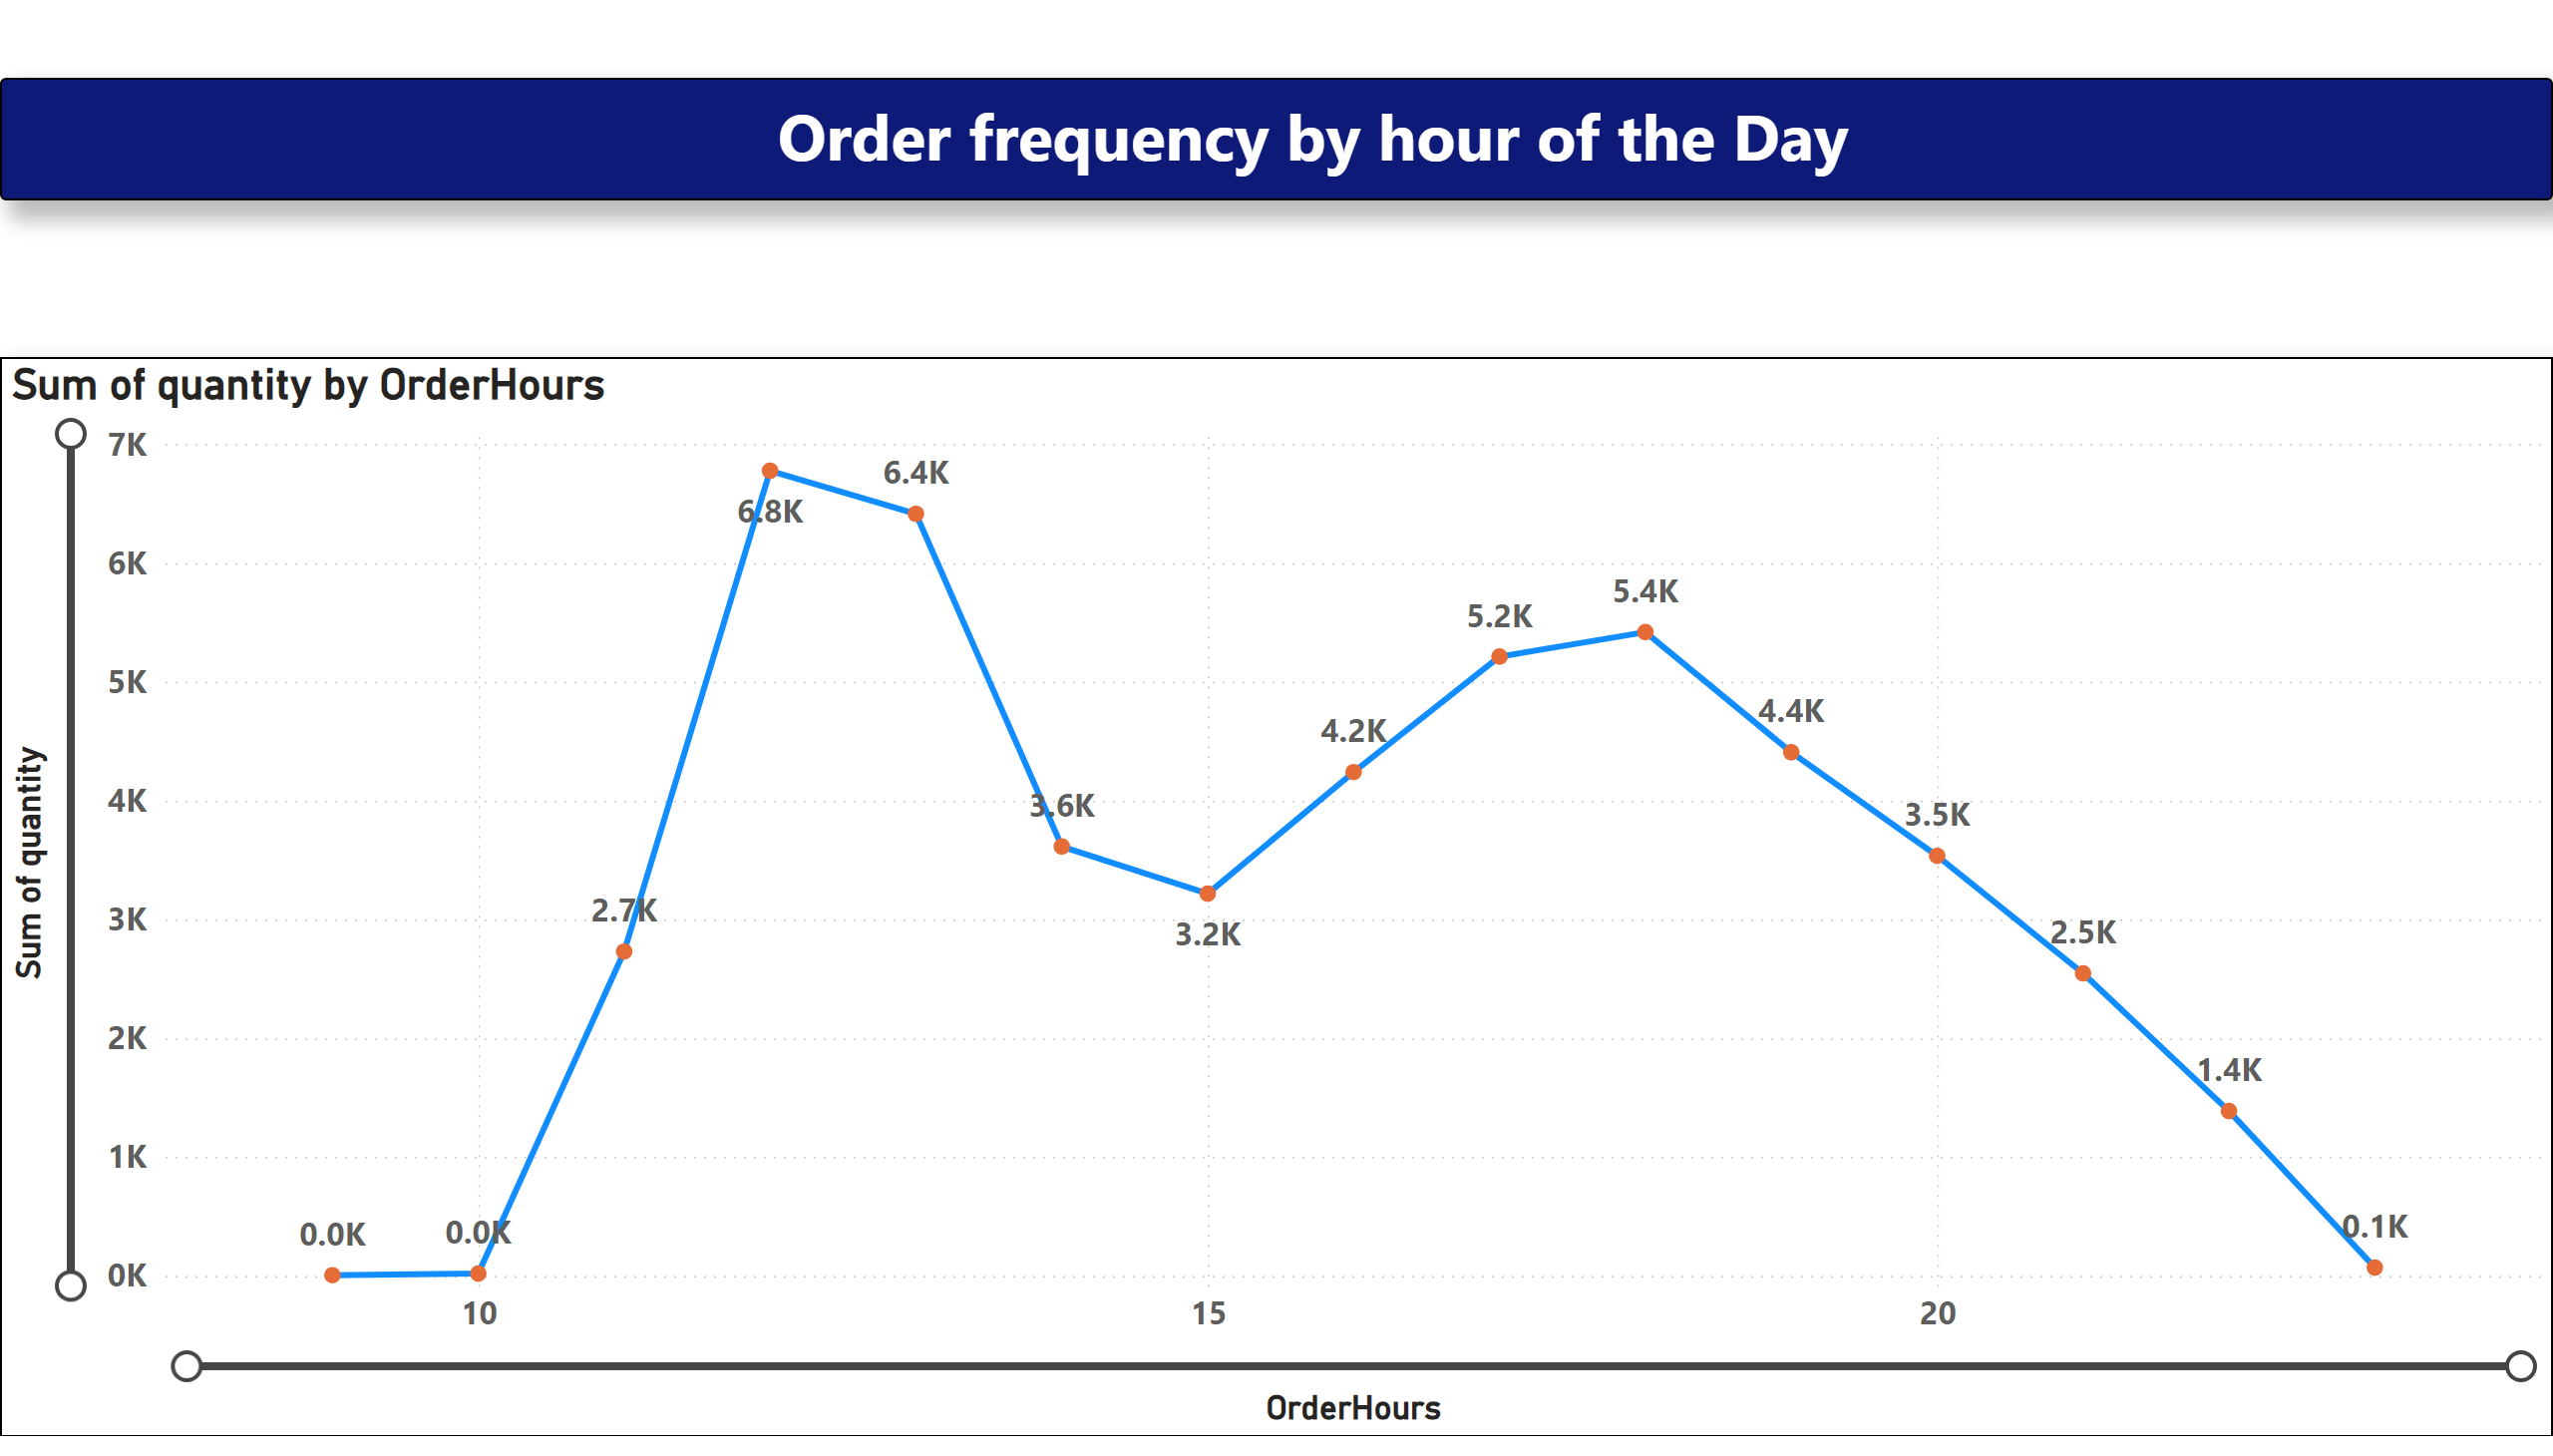 Order frequency by hour of the Day
Sum of quantity by OrderHours
7K
6.4K
6.8K
6K
5.4K
5.2K
5K
4.4K
4.2K
4K
3.6K
3.5K
3K
2.7K
3.2K
2.5K
2K
1.4K
1K
0.0K
0.0K
0.1K
0K
10
15
20
Sum of quantity
OrderHours